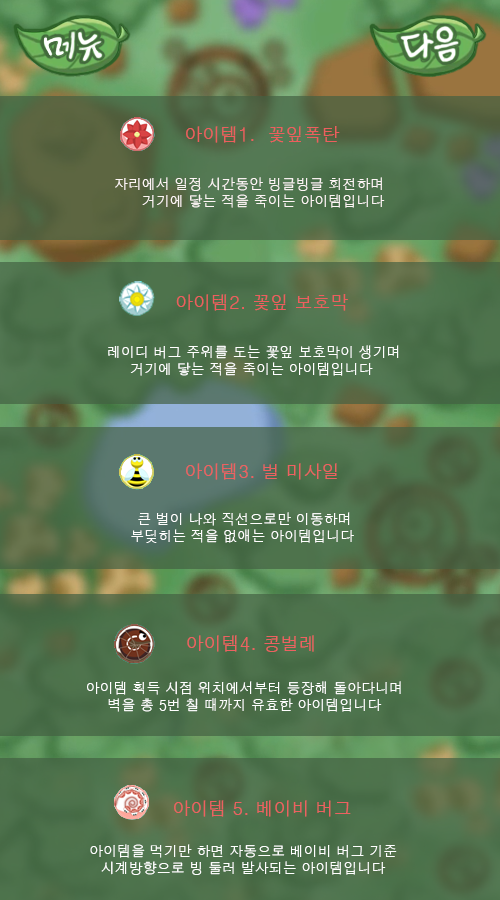 메뉴
다음
아이템1. 꽃잎폭탄
자리에서 일정 시간동안 빙글빙글 회전하며
거기에 닿는 적을 죽이는 아이템입니다
아이템2. 꽃잎 보호막
레이디 버그 주위를 도는 꽃잎 보호막이 생기며
거기에 닿는 적을 죽이는 아이템입니다
아이템3. 벌 미사일
큰 벌이 나와 직선으로만 이동하며
부딪히는 적을 없애는 아이템입니다
아이템4. 콩벌레
아이템 획득 시점 위치에서부터 등장해 돌아다니며
벽을 총 5번 칠 때까지 유효한 아이템입니다
아이템 5. 베이비 버그
아이템을 먹기만 하면 자동으로 베이비 버그 기준
시계방향으로 빙 둘러 발사되는 아이템입니다